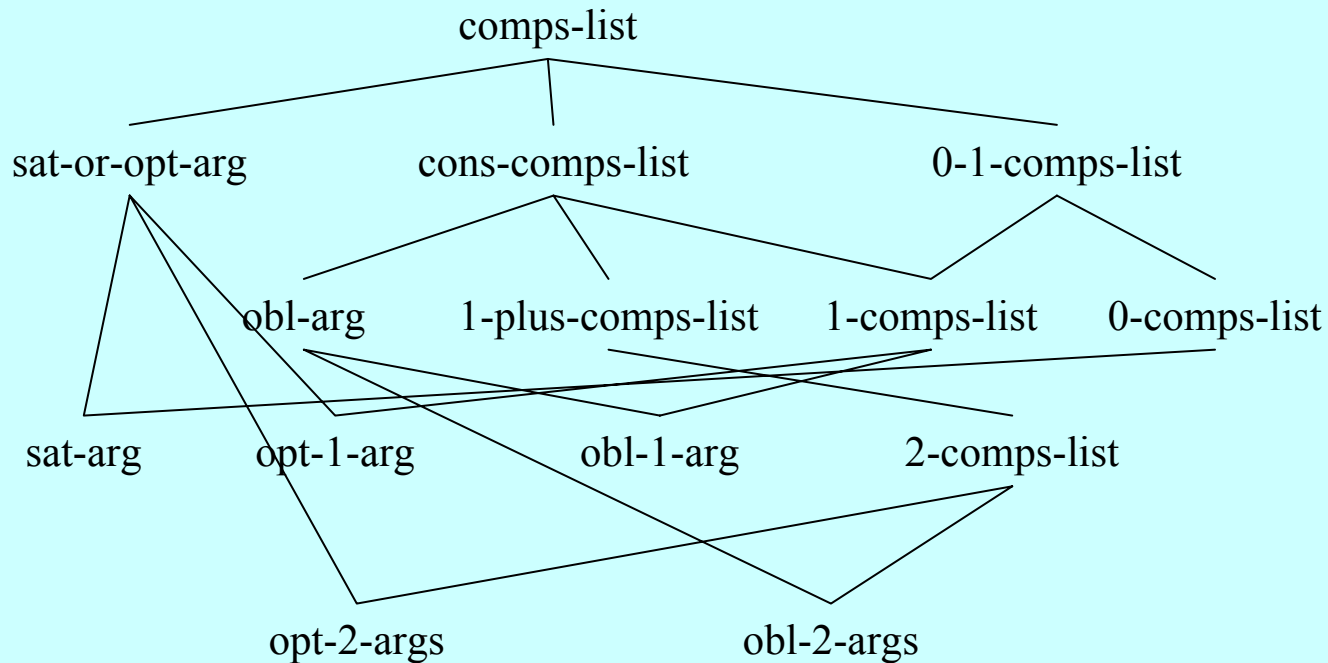 comps-list
sat-or-opt-arg cons-comps-list 0-1-comps-list
obl-arg 1-plus-comps-list 1-comps-list 0-comps-list
sat-arg opt-1-arg obl-1-arg 2-comps-list
opt-2-args obl-2-args